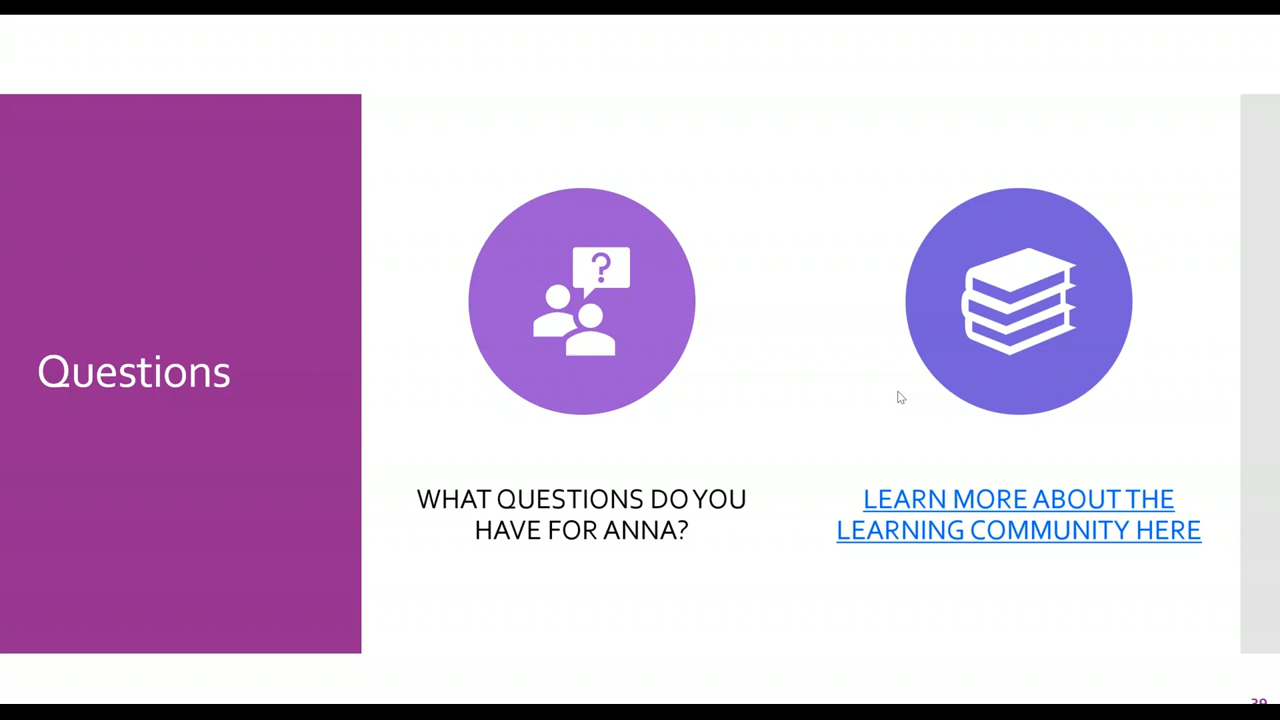 Questions
?
WHAT QUESTIONS DO YOU
HAVE FOR ANNA?
LEARN MORE ABOUT THE
LEARNING COMMUNITY HERE